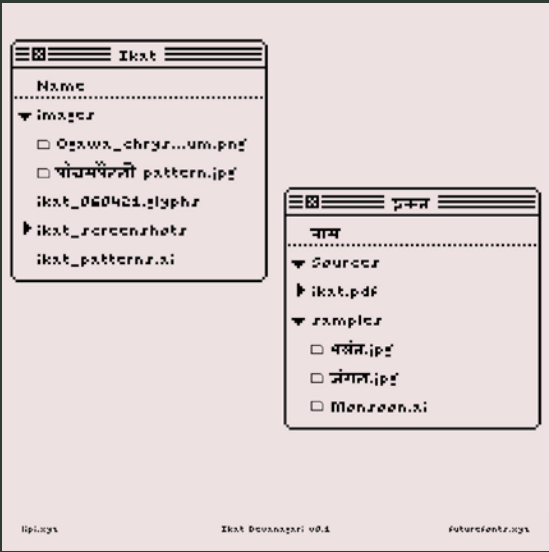 Ikat
Name
images
Ogawa_chrys...um.png
पोचमपैल्ली pattern.jpg
ikat_060421.glyphs
ikat_screenshots
ikat_patterns.ai
इकत
नाम
Sources
ikat.pdf
samples
वसंत.jpg
जंगल.jpg
Monsoon.ai
lipi.xyz
Ikat Devanagari v0.1
futurefonts.xyz